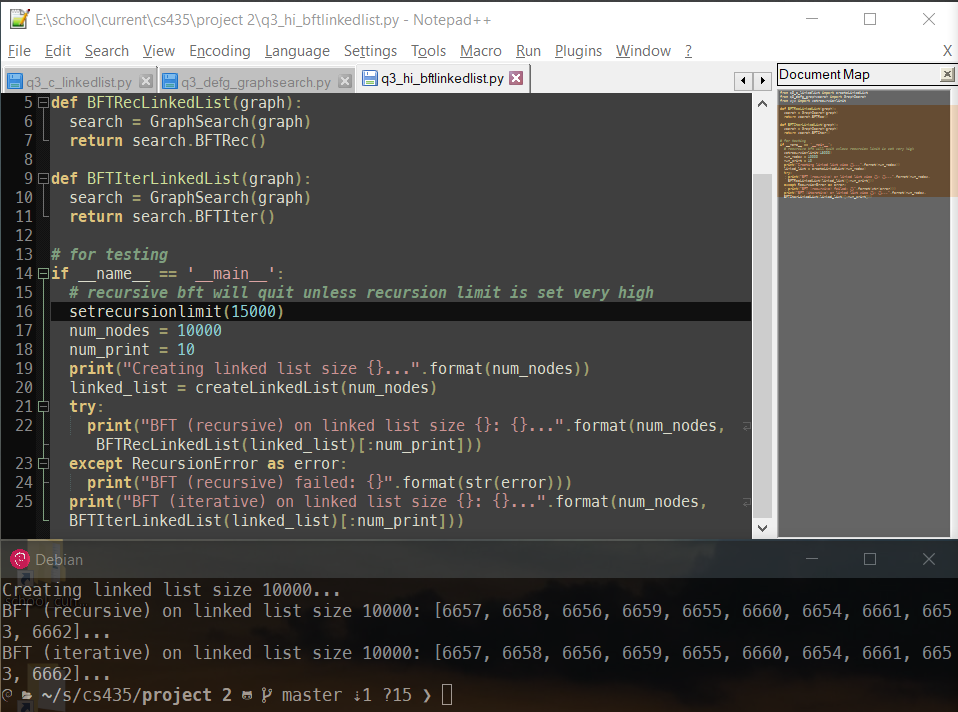 E:\school\current\cs435\project 2\q3_hi_bftlinkedlist.py - Notepad++
File Edit Search View Encoding Language Settings Tools Macro Run Plugins Window ? X
q3_c_linkedlist.py q3_defg_graphsearch.py q3_hi_bftlinkedlist.py
Document Map
5 def BFTRecLinkedList(graph):
6 search = GraphSearch(graph)
7 return search.BFTRec()
8
9 def BFTIterLinkedList(graph):
10 search = GraphSearch(graph)
11 return search.BFTIter()
12
13 # for testing
14 if __name__ == '__main__':
15 # recursive bft will quit unless recursion limit is set very high
16 setrecursionlimit(15000)
17 num_nodes = 10000
18 num_print = 10
19 print("Creating linked list size {}...".format(num_nodes))
20 linked_list = createLinkedList(num_nodes)
21 try:
22 print("BFT (recursive) on linked list size {}: {}...".format(num_nodes,
BFTRecLinkedList(linked_list)[:num_print]))
23 except RecursionError as error:
24 print("BFT (recursive) failed: {}".format(str(error)))
25 print("BFT (iterative) on linked list size {}: {}...".format(num_nodes,
BFTIterLinkedList(linked_list)[:num_print]))
Debian
Creating linked list size 10000...
BFT (recursive) on linked list size 10000: [6657, 6658, 6656, 6659, 6655, 6660, 6654, 6661, 665
3, 6662]...
BFT (iterative) on linked list size 10000: [6657, 6658, 6656, 6659, 6655, 6660, 6654, 6661, 665
3, 6662]...
~/s/cs435/project 2 master ⇣1 ?15 ❯